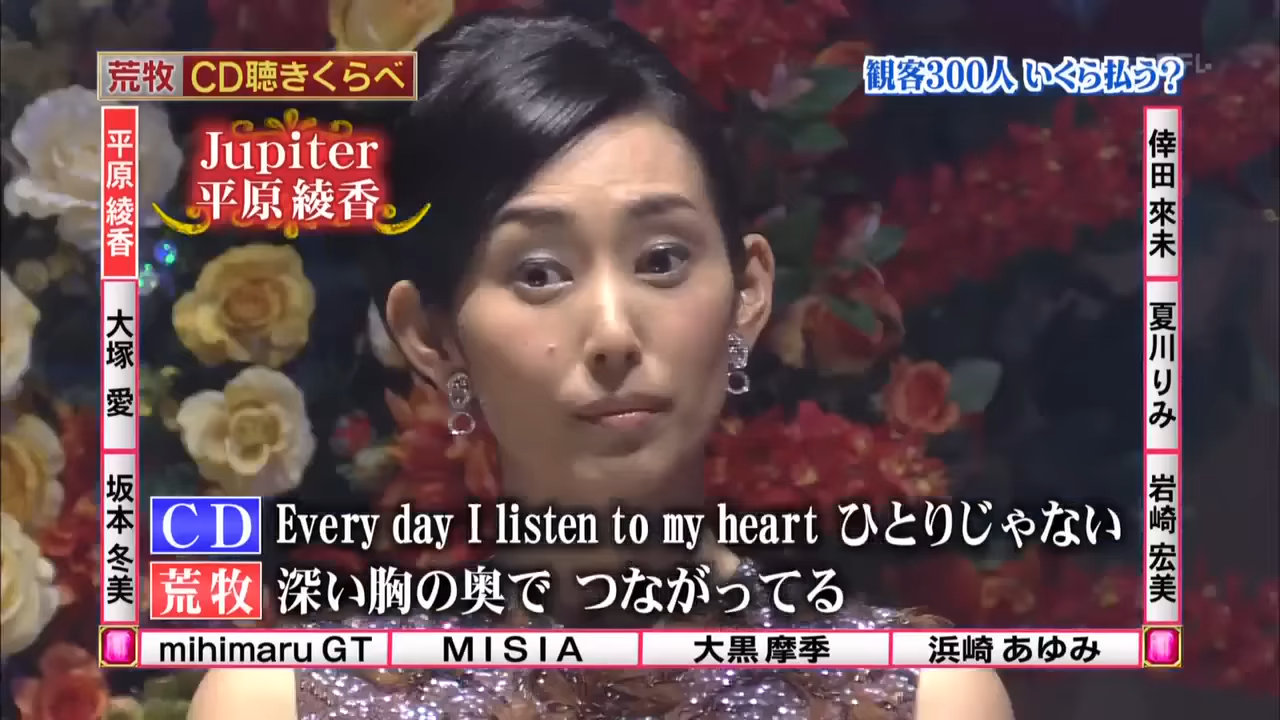 荒牧 CD聴きくらべ
観客300人 いくら払う?
Jupiter
平原 綾香
平原 綾香
大塚 愛
坂本 冬美
倖田 來未
夏川りみ
岩崎 宏美
CD Every day I listen to my heart ひとりじゃない
荒牧 深い胸の奥で つながってる
mihimaru GT
MISIA
大黒 摩季
浜崎 あゆみ